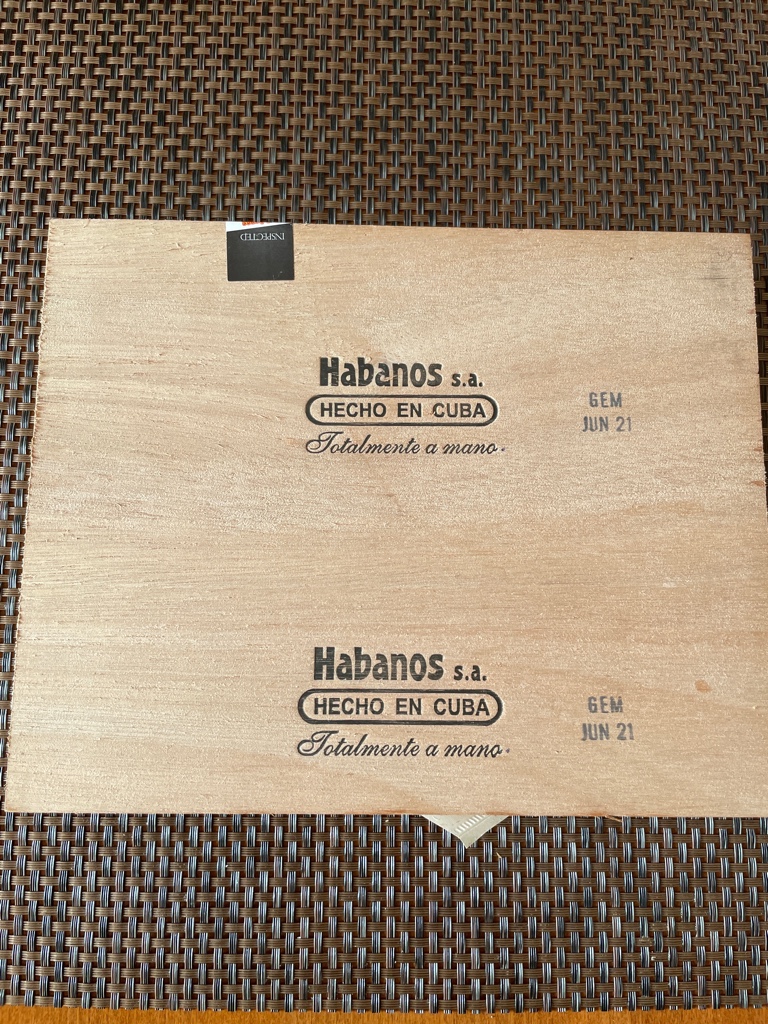 INSPECTED
Habanos s.a.
HECHO EN CUBA
Totalmente a mano.
GEM
JUN 21
Habanos s.a.
HECHO EN CUBA
Totalmente a mano.
GEM
JUN 21